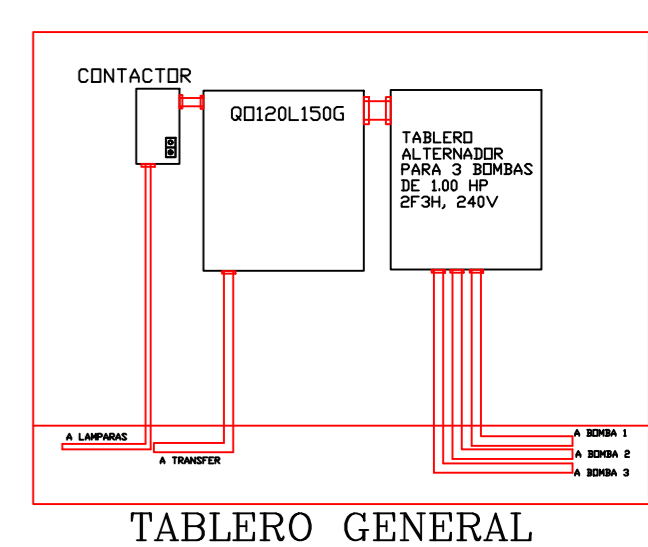 CONTACTOR
QO120L150G
TABLERO
ALTERNADOR
PARA 3 BOMBAS
DE 1.00 HP
2F3H, 240V
A LAMPARAS
A TRANSFER
A BOMBA 1
A BOMBA 2
A BOMBA 3
TABLERO GENERAL